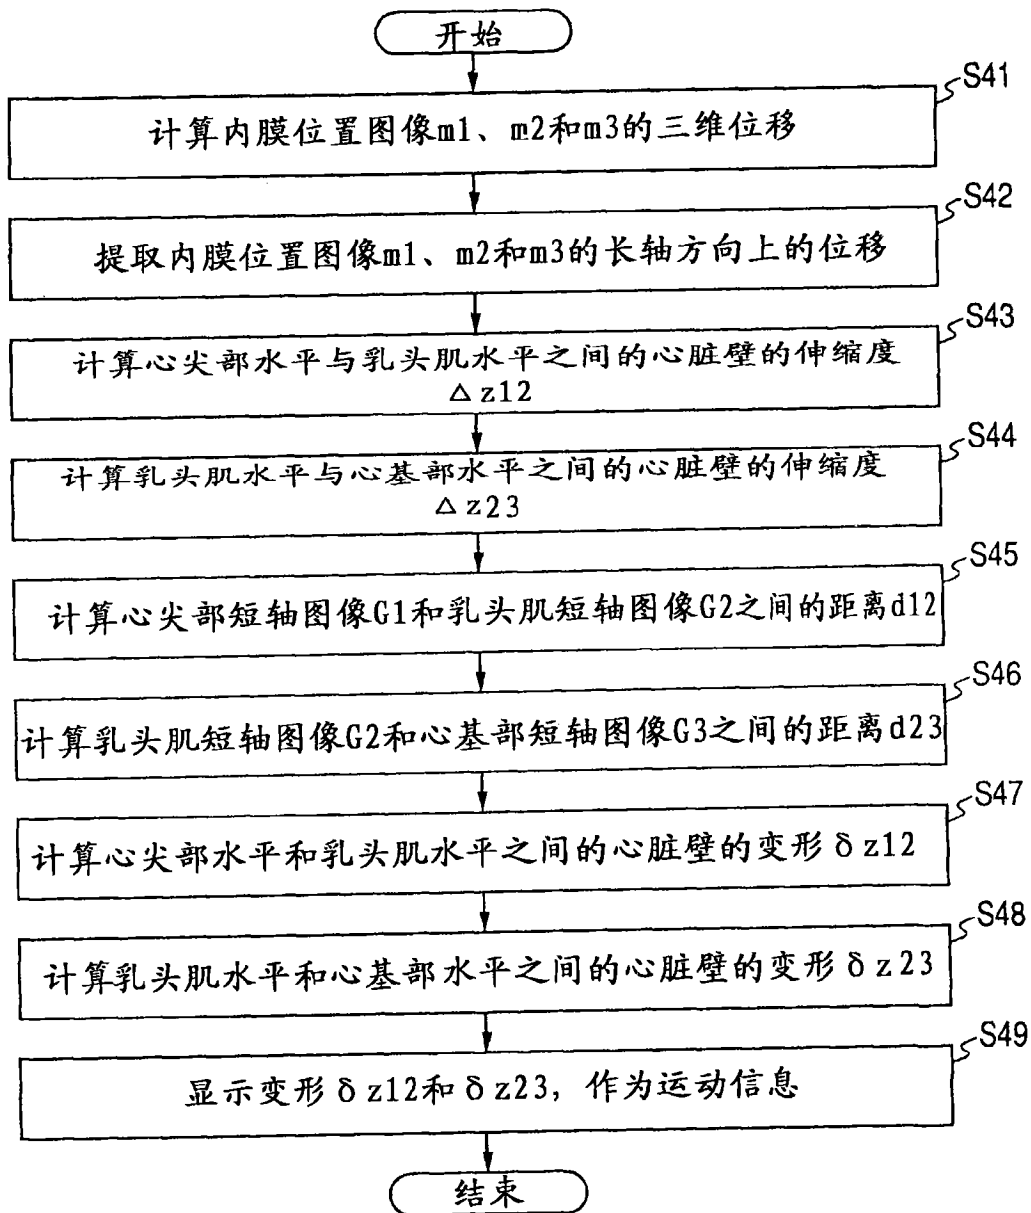 开始
S41
计算内膜位置图像m1、m2和m3的三维位移
S42
提取内膜位置图像m1、m2和m3的长轴方向上的位移
S43
计算心尖部水平与乳头肌水平之间的心脏壁的伸缩度
△z12
S44
计算乳头肌水平与心基部水平之间的心脏壁的伸缩度
△z23
S45
计算心尖部短轴图像G1和乳头肌短轴图像G2之间的距离d12
S46
计算乳头肌短轴图像G2和心基部短轴图像G3之间的距离d23
S47
计算心尖部水平和乳头肌水平之间的心脏壁的变形δz12
S48
计算乳头肌水平和心基部水平之间的心脏壁的变形δz23
S49
显示变形δz12和δz23, 作为运动信息
结束